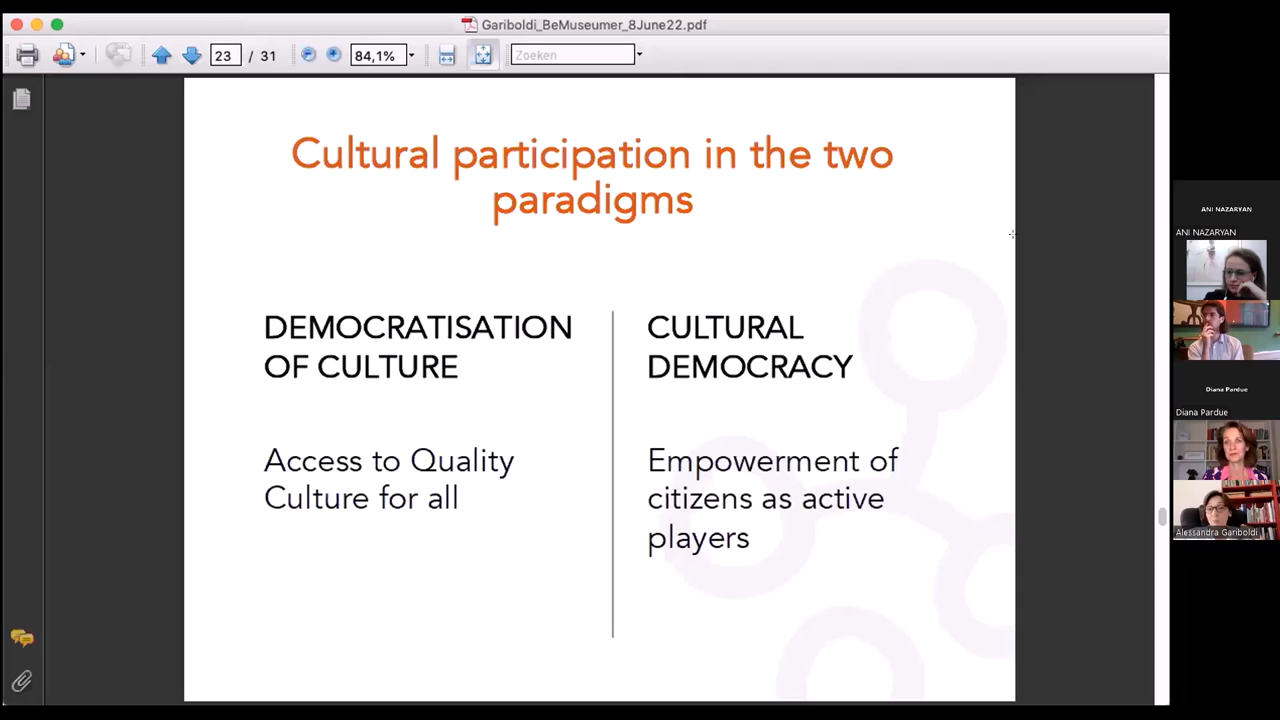 Gariboldi_BeMuseumer_8June22.pdf
23 / 31
84,1%
Zoeken
Cultural participation in the two
paradigms
DEMOCRATISATION
OF CULTURE
CULTURAL
DEMOCRACY
Access to Quality
Culture for all
Empowerment of
citizens as active
players
ANI NAZARYAN
ANI NAZARYAN
Diana Pardue
Diana Pardue
Alessandra Gariboldi